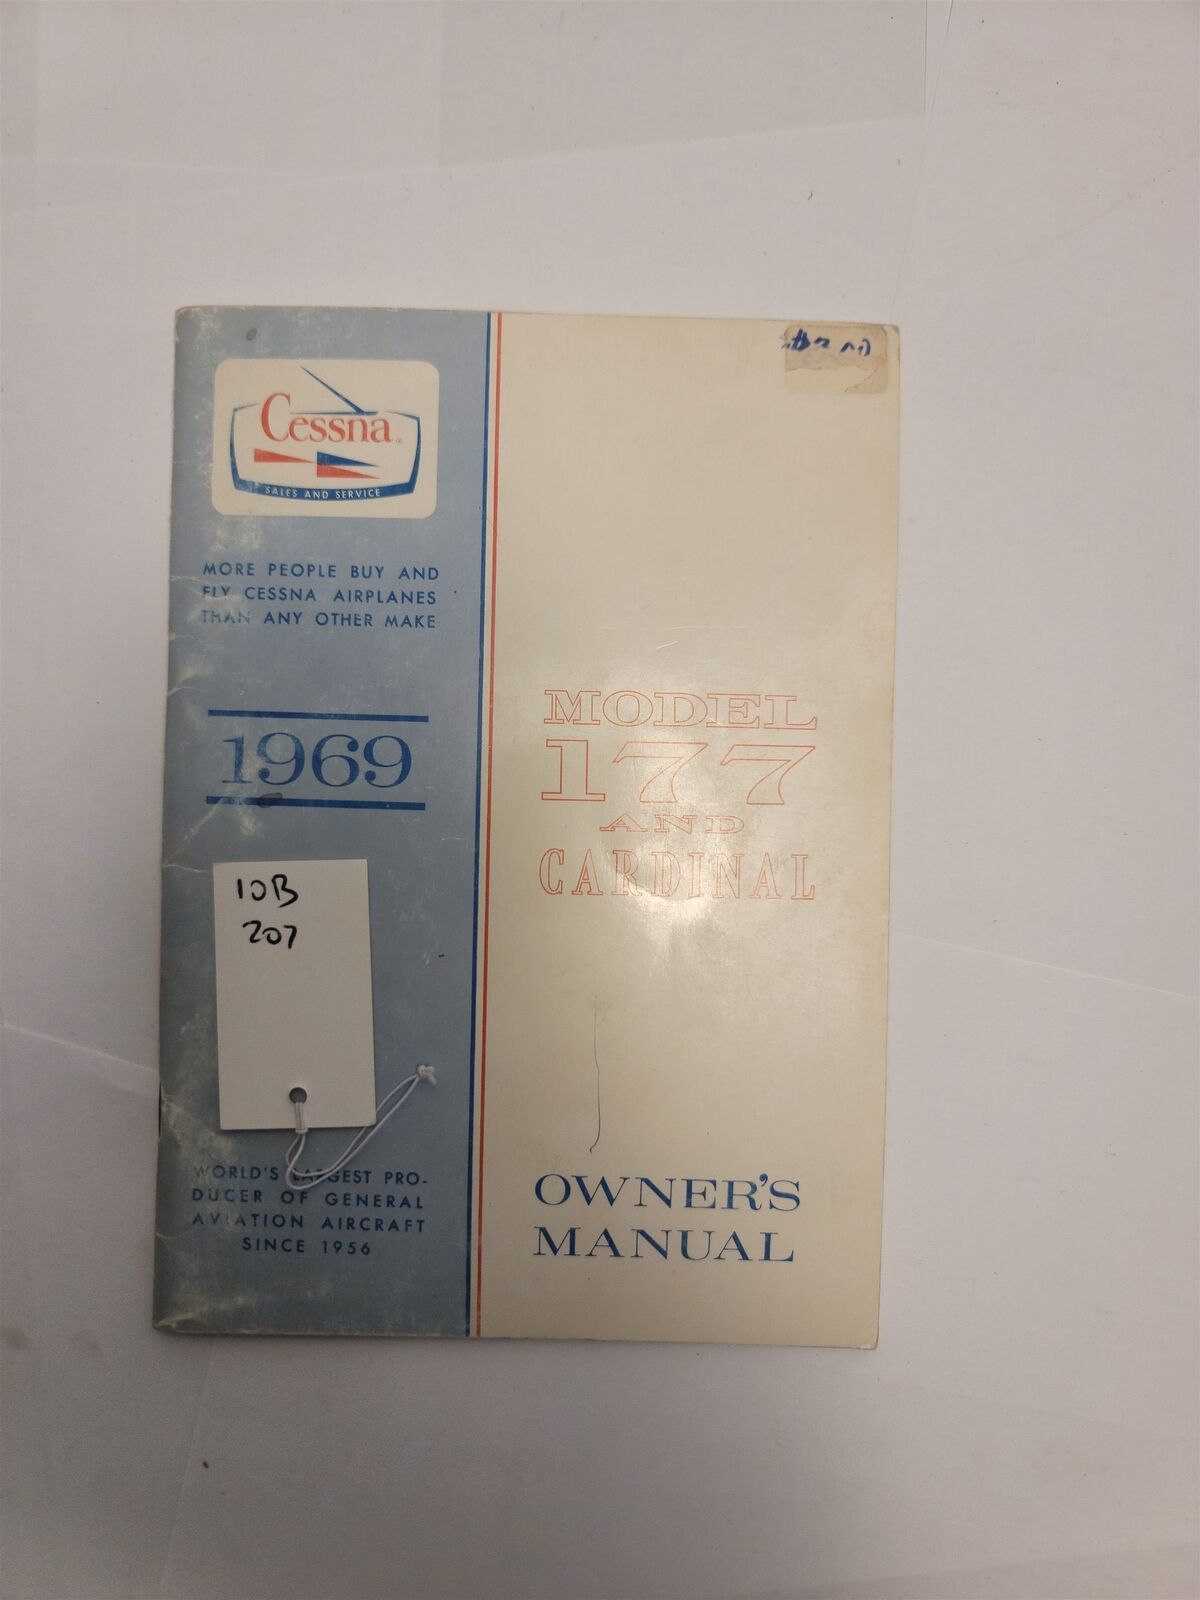 Cessna
SALES AND SERVICE
MORE PEOPLE BUY AND
FLY CESSNA AIRPLANES
THAN ANY OTHER MAKE
1969
10B
207
WORLD'S LARGEST PRO-
DUCER OF GENERAL
AVIATION AIRCRAFT
SINCE 1956
MODEL
177
AND
CARDINAL
OWNER'S
MANUAL